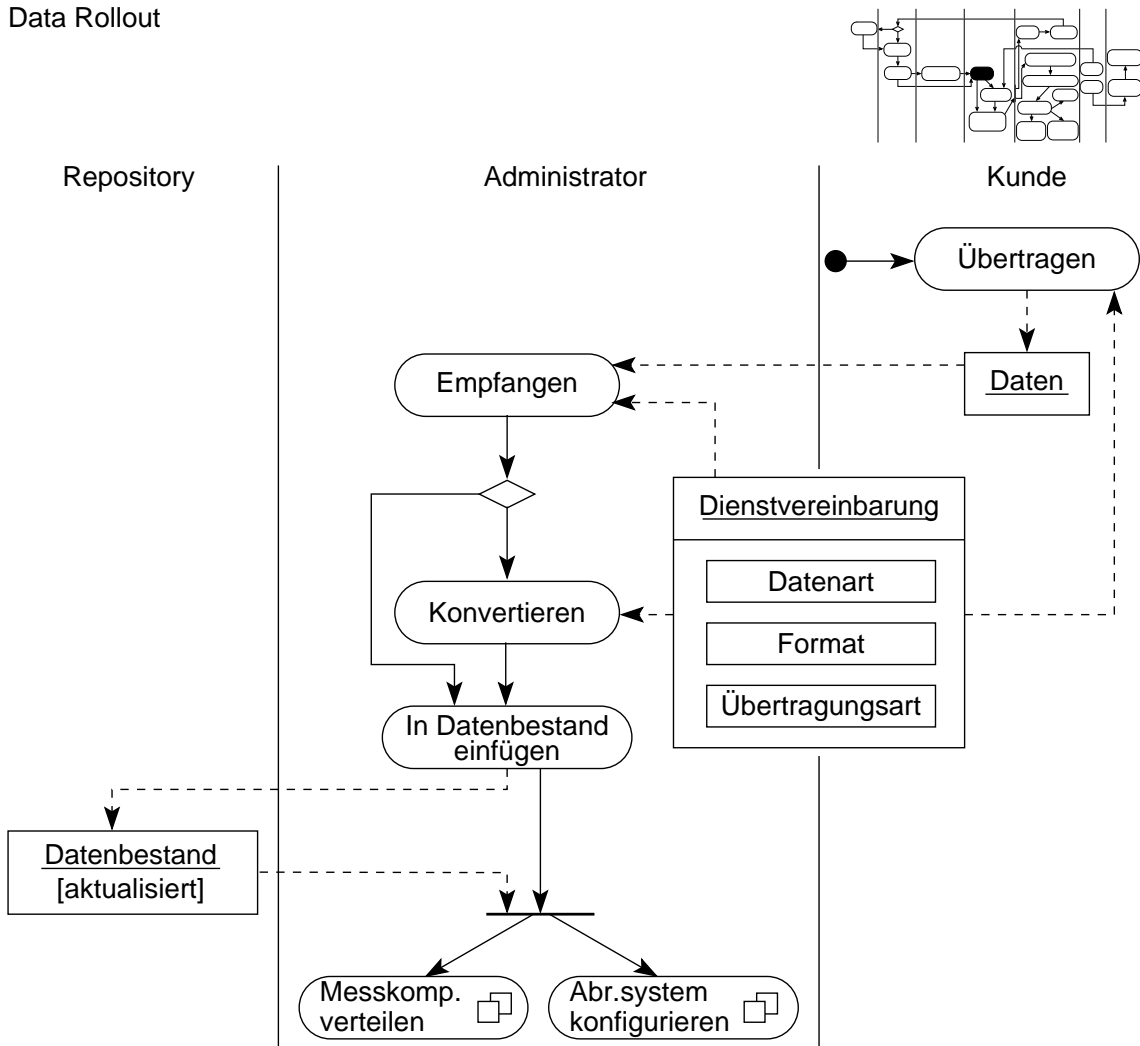 Data Rollout
Repository
Administrator
Kunde
Übertragen
Empfangen
Daten
Dienstvereinbarung
Datenart
Konvertieren
Format
Übertragungsart
In Datenbestand
einfügen
Datenbestand
[aktualisiert]
Messkomp.
verteilen
Abr.system
konfigurieren